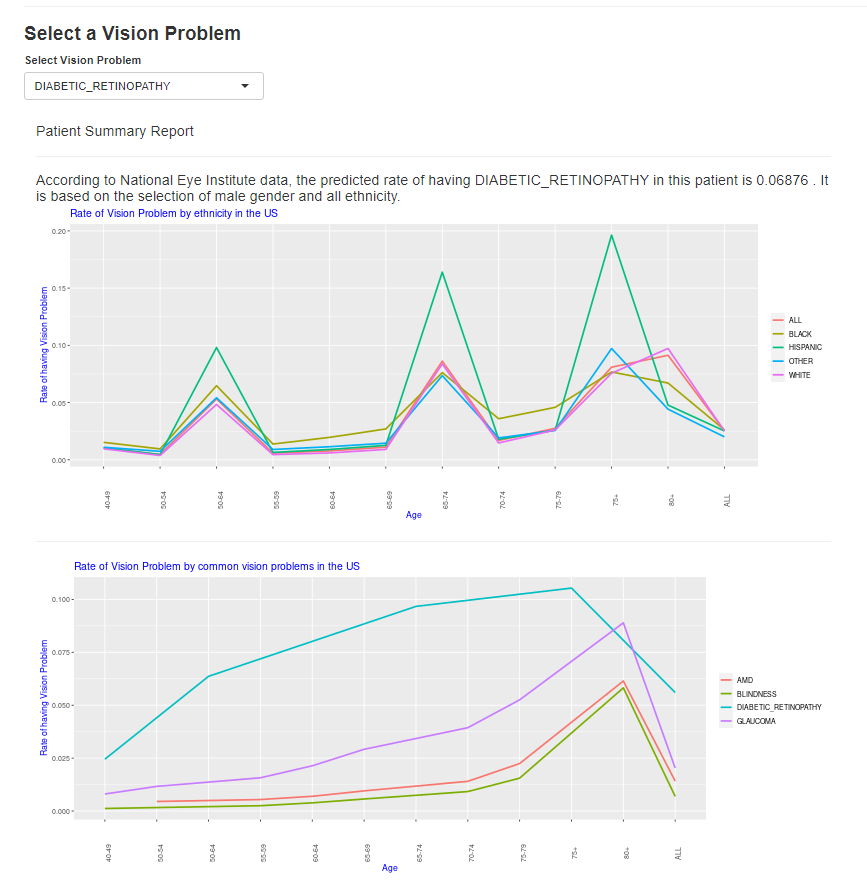 Select a Vision Problem
Select Vision Problem
DIABETIC_RETINOPATHY
Patient Summary Report
According to National Eye Institute data, the predicted rate of having DIABETIC_RETINOPATHY in this patient is 0.06876 . It
is based on the selection of male gender and all ethnicity.
Rate of Vision Problem by ethnicity in the US
Rate of having Vision Problem
0.20
0.15
0.10
0.05
0.00
40-49
50-54
50-64
55-59
60-64
65-69
65-74
70-74
75-79
75+
80+
ALL
Age
ALL
BLACK
HISPANIC
OTHER
WHITE
Rate of Vision Problem by common vision problems in the US
Rate of having Vision Problem
0.100
0.075
0.050
0.025
0.000
40-49
50-54
50-64
55-59
60-64
65-69
65-74
70-74
75-79
75+
80+
ALL
Age
AMD
BLINDNESS
DIABETIC_RETINOPATHY
GLAUCOMA